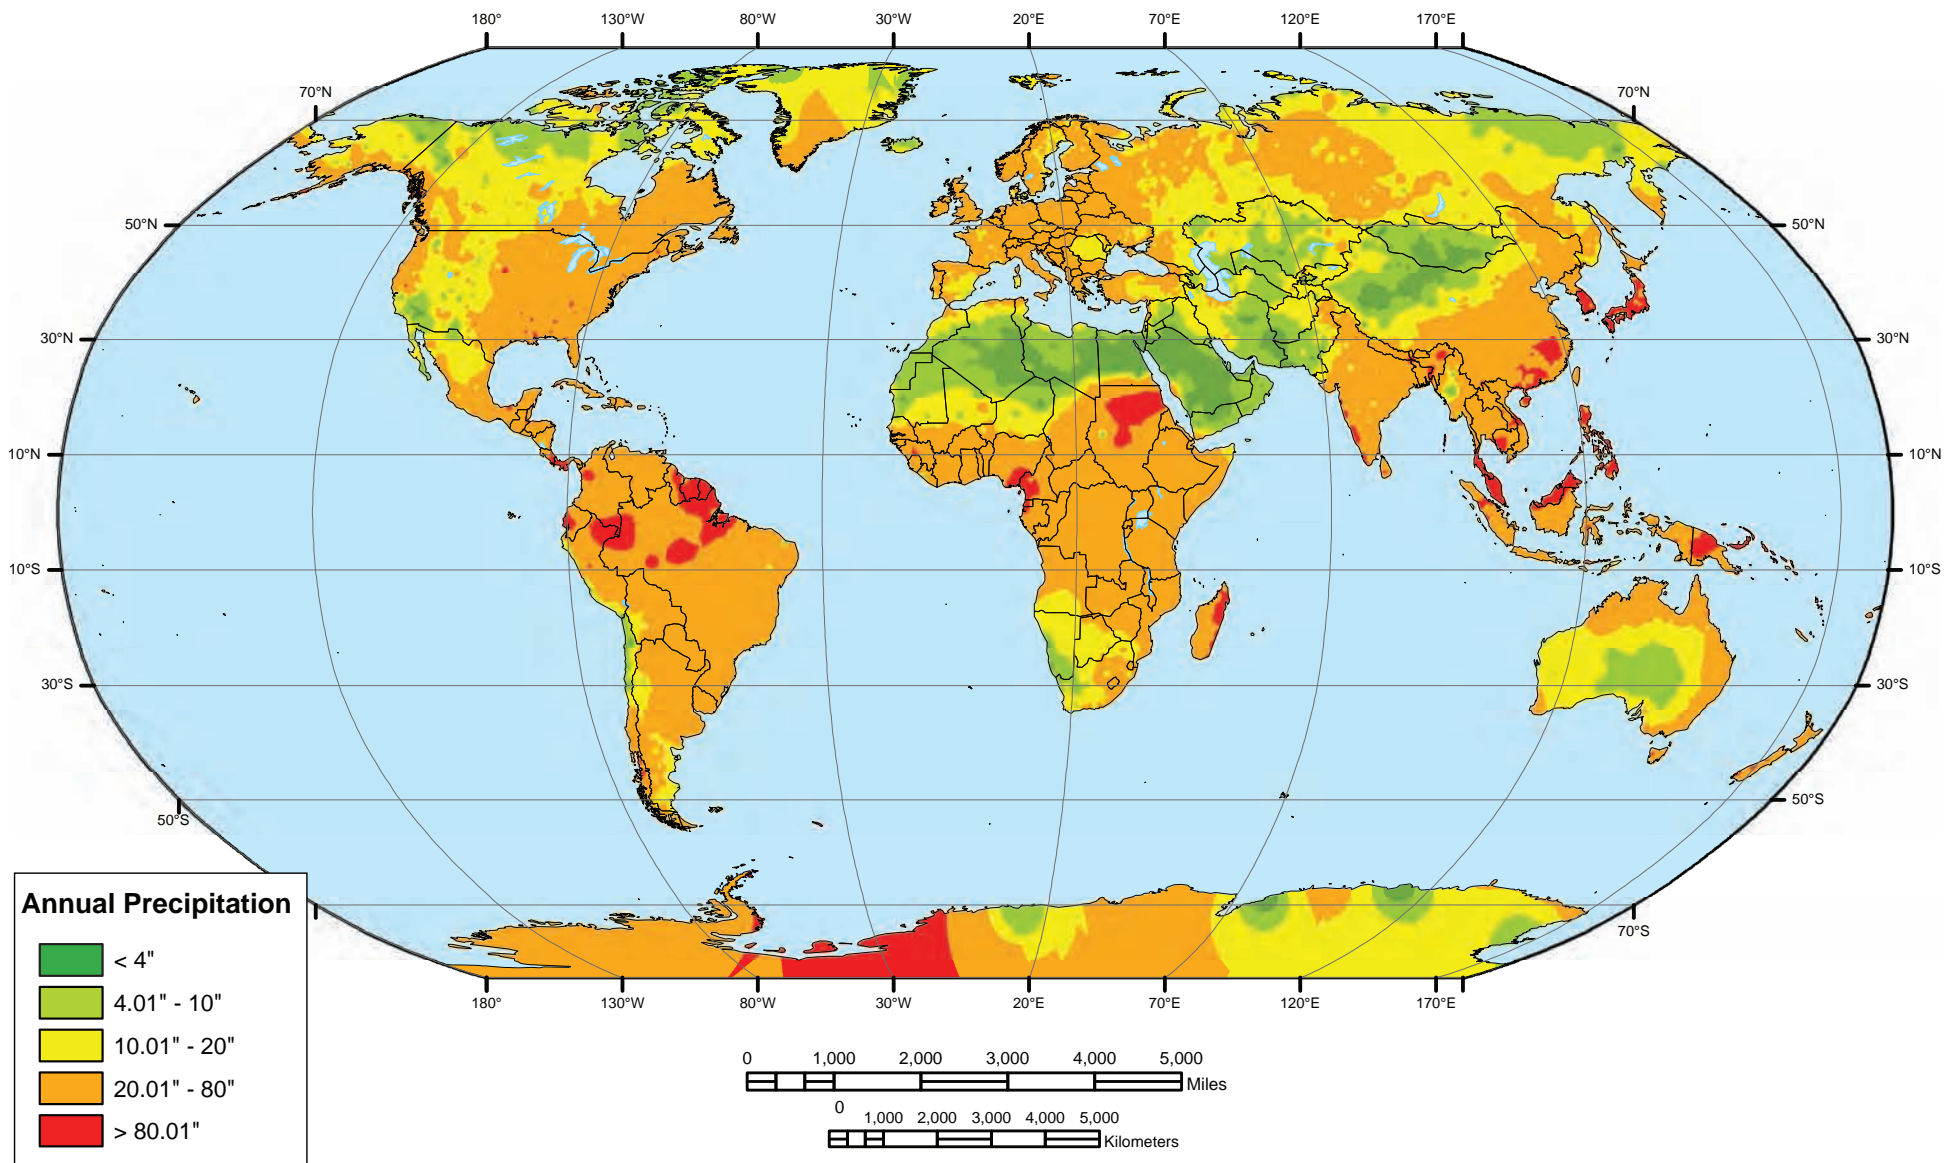 180° 130°W 80°W 30°W 20°E 70°E 120°E 170°E
70°N 70°N
50°N 50°N
30°N 30°N
10°N 10°N
10°S 10°S
30°S 30°S
50°S 50°S
70°S
180° 130°W 80°W 30°W 20°E 70°E 120°E 170°E
Annual Precipitation
< 4"
4.01" - 10"
10.01" - 20"
20.01" - 80"
> 80.01"
0 1,000 2,000 3,000 4,000 5,000
Miles
0 1,000 2,000 3,000 4,000 5,000
Kilometers